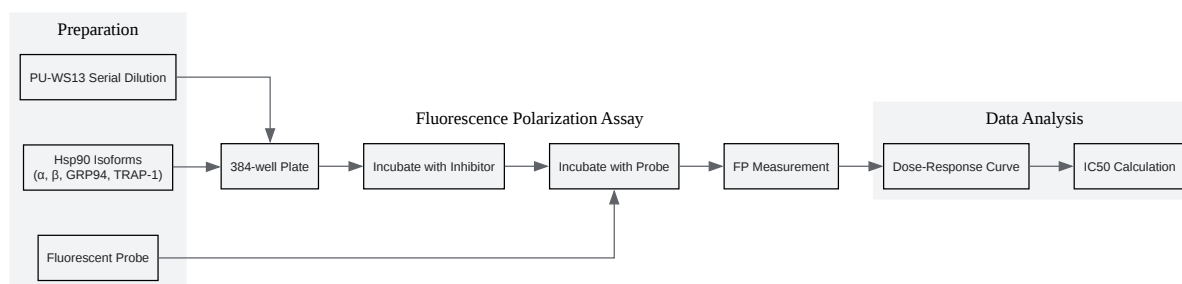 Preparation
PU-WS13 Serial Dilution
Fluorescence Polarization Assay
Data Analysis
Hsp90 Isoforms
(α, β, GRP94, TRAP-1)
384-well Plate
Incubate with Inhibitor
Incubate with Probe
FP Measurement
Dose-Response Curve
IC50 Calculation
Fluorescent Probe